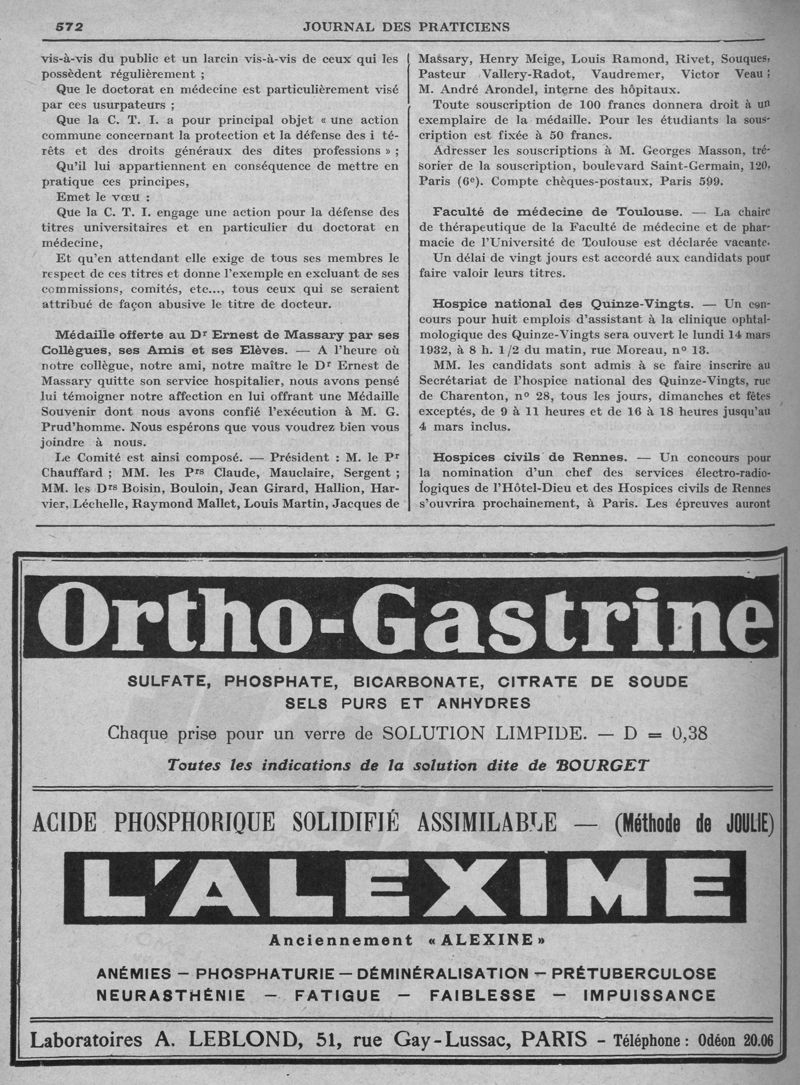 572
JOURNAL DES PRATICIENS
vis-à-vis du public et un larcin vis-à-vis de ceux qui les
possèdent régulièrement ;
Que le doctorat en médecine est particulièrement visé
par ces usurpateurs ;
Que la C. T. I. a pour principal objet « une action
commune concernant la protection et la défense des i té-
rêts et des droits généraux des dites professions » ;
Qu'il lui appartiennent en conséquence de mettre en
pratique ces principes,
Emet le vœu :
Que la C. T. I. engage une action pour la défense des
titres universitaires et en particulier du doctorat en
médecine,
Et qu'en attendant elle exige de tous ses membres le
respect de ces titres et donne l'exemple en excluant de ses
commissions, comités, etc..., tous ceux qui se seraient
attribué de façon abusive le titre de docteur.
Médaille offerte au Dr Ernest de Massary par ses
Collègues, ses Amis et ses Elèves. — A l'heure où
notre collègue, notre ami, notre maître le Dr Ernest de
Massary quitte son service hospitalier, nous avons pensé
lui témoigner notre affection en lui offrant une Médaille
Souvenir dont nous avons confié l'exécution à M. G.
Prud'homme. Nous espérons que vous voudrez bien vous
joindre à nous.
Le Comité est ainsi composé. — Président : M. le Pr
Chauffard ; MM. les Prs Claude, Mauclaire, Sergent ;
MM. les Drs Boisin, Bouloin, Jean Girard, Hallion, Har-
vier, Léchelle, Raymond Mallet, Louis Martin, Jacques de
Massary, Henry Meige, Louis Ramond, Rivet, Souques,
Pasteur Vallery-Radot, Vaudremer, Victor Veau ;
M. André Arondel, interne des hôpitaux.
Toute souscription de 100 francs donnera droit à un
exemplaire de la médaille. Pour les étudiants la sous-
cription est fixée à 50 francs.
Adresser les souscriptions à M. Georges Masson, tré-
sorier de la souscription, boulevard Saint-Germain, 120,
Paris (6e). Compte chèques-postaux, Paris 599.
Faculté de médecine de Toulouse. — La chaire
de thérapeutique de la Faculté de médecine et de phar-
macie de l'Université de Toulouse est déclarée vacante.
Un délai de vingt jours est accordé aux candidats pour
faire valoir leurs titres.
Hospice national des Quinze-Vingts. — Un con-
cours pour huit emplois d'assistant à la clinique ophtal-
mologique des Quinze-Vingts sera ouvert le lundi 14 mars
1932, à 8 h. 1/2 du matin, rue Moreau, n° 13.
MM. les candidats sont admis à se faire inscrire au
Secrétariat de l'hospice national des Quinze-Vingts, rue
de Charenton, n° 28, tous les jours, dimanches et fêtes
exceptés, de 9 à 11 heures et de 16 à 18 heures jusqu'au
4 mars inclus.
Hospices civils de Rennes. — Un concours pour
la nomination d'un chef des services électro-radio-
logiques de l'Hôtel-Dieu et des Hospices civils de Rennes
s'ouvrira prochainement, à Paris. Les épreuves auront
Ortho-Gastrine
SULFATE, PHOSPHATE, BICARBONATE, CITRATE DE SOUDE
SELS PURS ET ANHYDRES
Chaque prise pour un verre de SOLUTION LIMPIDE. — D = 0,38
Toutes les indications de la solution dite de BOURGET
ACIDE PHOSPHORIQUE SOLIDIFIÉ ASSIMILABLE — (Méthode de JOULIE)
L'ALEXIME
Anciennement « ALEXINE »
ANÉMIES — PHOSPHATURIE — DÉMINÉRALISATION — PRÉTUBERCULOSE
NEURASTHÉNIE — FATIGUE — FAIBLESSE — IMPUISSANCE
Laboratoires A. LEBLOND, 51, rue Gay-Lussac, PARIS - Téléphone : Odéon 20.06